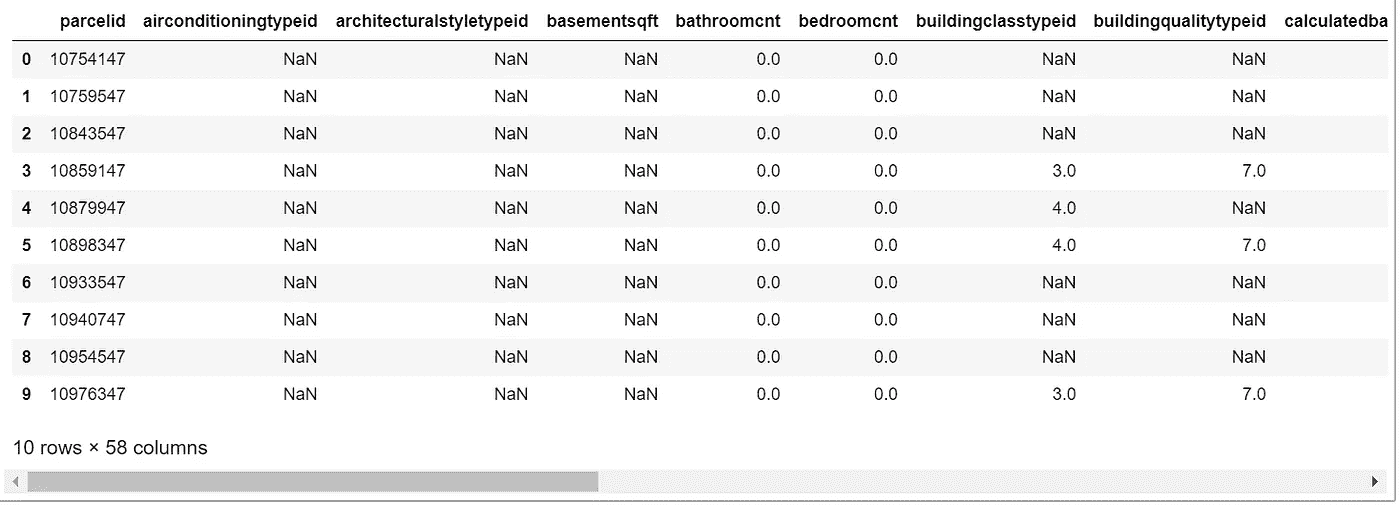 parcelid airconditioningtypeid architecturalstyletypeid basementsqft bathroomcnt bedroomcnt buildingclasstypeid buildingqualitytypeid calculatedba
0 10754147 NaN NaN NaN 0.0 0.0 NaN NaN
1 10759547 NaN NaN NaN 0.0 0.0 NaN NaN
2 10843547 NaN NaN NaN 0.0 0.0 NaN NaN
3 10859147 NaN NaN NaN 0.0 0.0 3.0 7.0
4 10879947 NaN NaN NaN 0.0 0.0 4.0 NaN
5 10898347 NaN NaN NaN 0.0 0.0 4.0 7.0
6 10933547 NaN NaN NaN 0.0 0.0 NaN NaN
7 10940747 NaN NaN NaN 0.0 0.0 NaN NaN
8 10954547 NaN NaN NaN 0.0 0.0 NaN NaN
9 10976347 NaN NaN NaN 0.0 0.0 3.0 7.0
10 rows × 58 columns